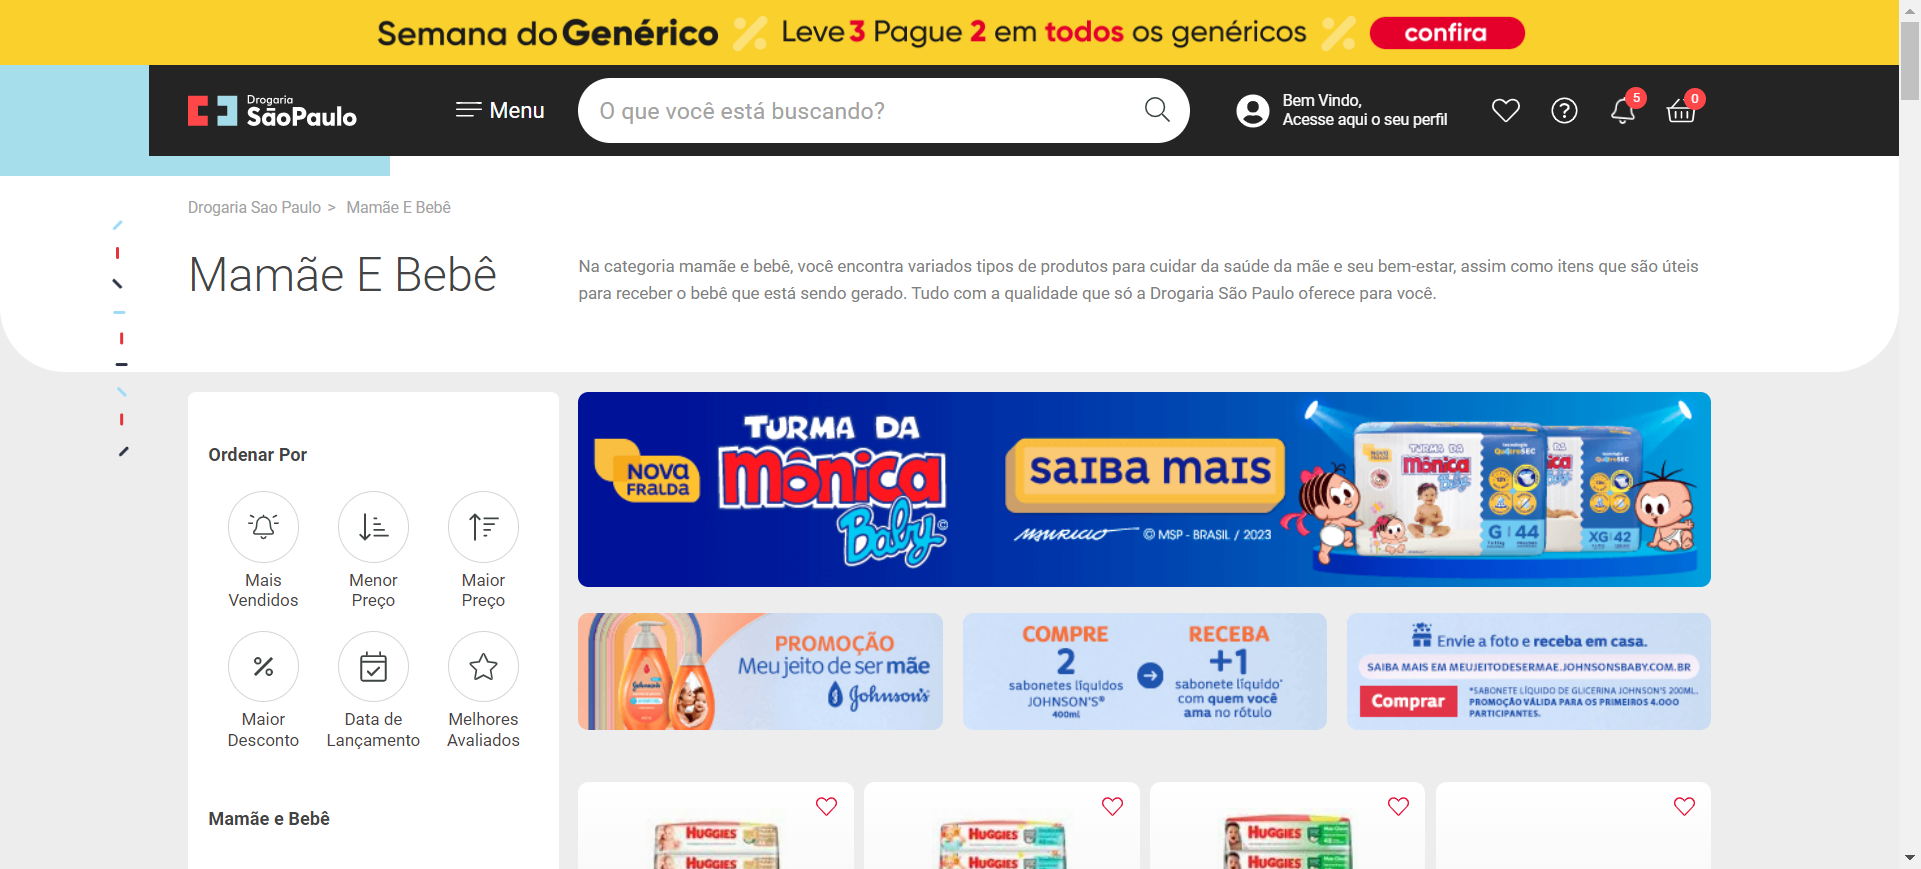 Semana do Genérico Leve 3 Pague 2 em todos os genéricos confira
Drogaria
SãoPaulo
Menu
O que você está buscando?
Bem Vindo,
Acesse aqui o seu perfil
5
0
Drogaria Sao Paulo > Mamãe E Bebê
Mamãe E Bebê
Na categoria mamãe e bebê, você encontra variados tipos de produtos para cuidar da saúde da mãe e seu bem-estar, assim como itens que são úteis
para receber o bebê que está sendo gerado. Tudo com a qualidade que só a Drogaria São Paulo oferece para você.
Ordenar Por
Mais
Vendidos
Menor
Preço
Maior
Preço
Maior
Desconto
Data de
Lançamento
Melhores
Avaliados
Mamãe e Bebê
NOVA
FRALDA
TURMA DA
Mônica
Baby ©
SAIBA MAIS
MAURICIO © MSP - BRASIL / 2023
TURMA DA
Mônica
Baby
QuatroSEC
G 44
XG 42
PROMOÇÃO
Meu jeito de ser mãe
Johnson's
COMPRE
2
sabonetes líquidos
JOHNSON'S®
400ml
RECEBA
+1
sabonete líquido*
com quem você
ama no rótulo
Envie a foto e receba em casa.
SAIBA MAIS EM MEUJEITODESERMAE.JOHNSONSBABY.COM.BR
Comprar
*SABONETE LÍQUIDO DE GLICERINA JOHNSON'S 200ML.
PROMOÇÃO VÁLIDA PARA OS PRIMEIROS 4.000
PARTICIPANTES.
HUGGIES
HUGGIES
HUGGIES
HUGGIES
HUGGIES
HUGGIES